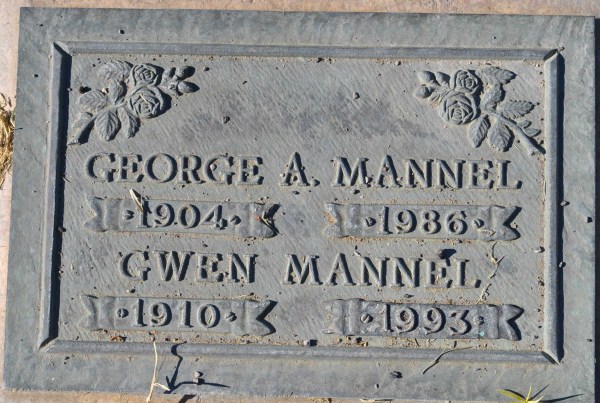 GEORGE A. MANNEL
1904 1986
GWEN MANNEL
1910 1993